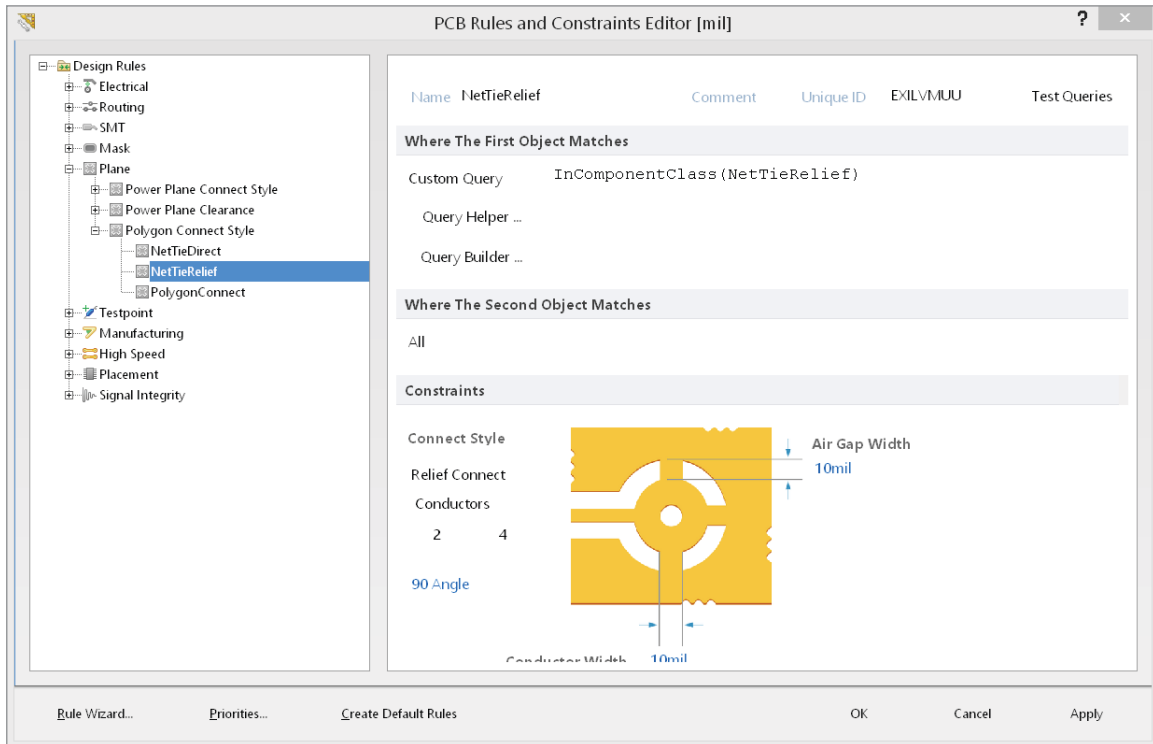 PCB Rules and Constraints Editor [mil]
?
Design Rules
Electrical
Routing
SMT
Mask
Plane
Power Plane Connect Style
Power Plane Clearance
Polygon Connect Style
NetTieDirect
NetTieRelief
PolygonConnect
Testpoint
Manufacturing
High Speed
Placement
Signal Integrity
Name NetTieRelief Comment Unique ID EXILVMUU Test Queries
Where The First Object Matches
Custom Query InComponentClass(NetTieRelief)
Query Helper ...
Query Builder ...
Where The Second Object Matches
All
Constraints
Connect Style
Relief Connect
Conductors
2 4
90 Angle
Air Gap Width
10mil
Conductor Width 10mil
Rule Wizard... Priorities... Create Default Rules OK Cancel Apply